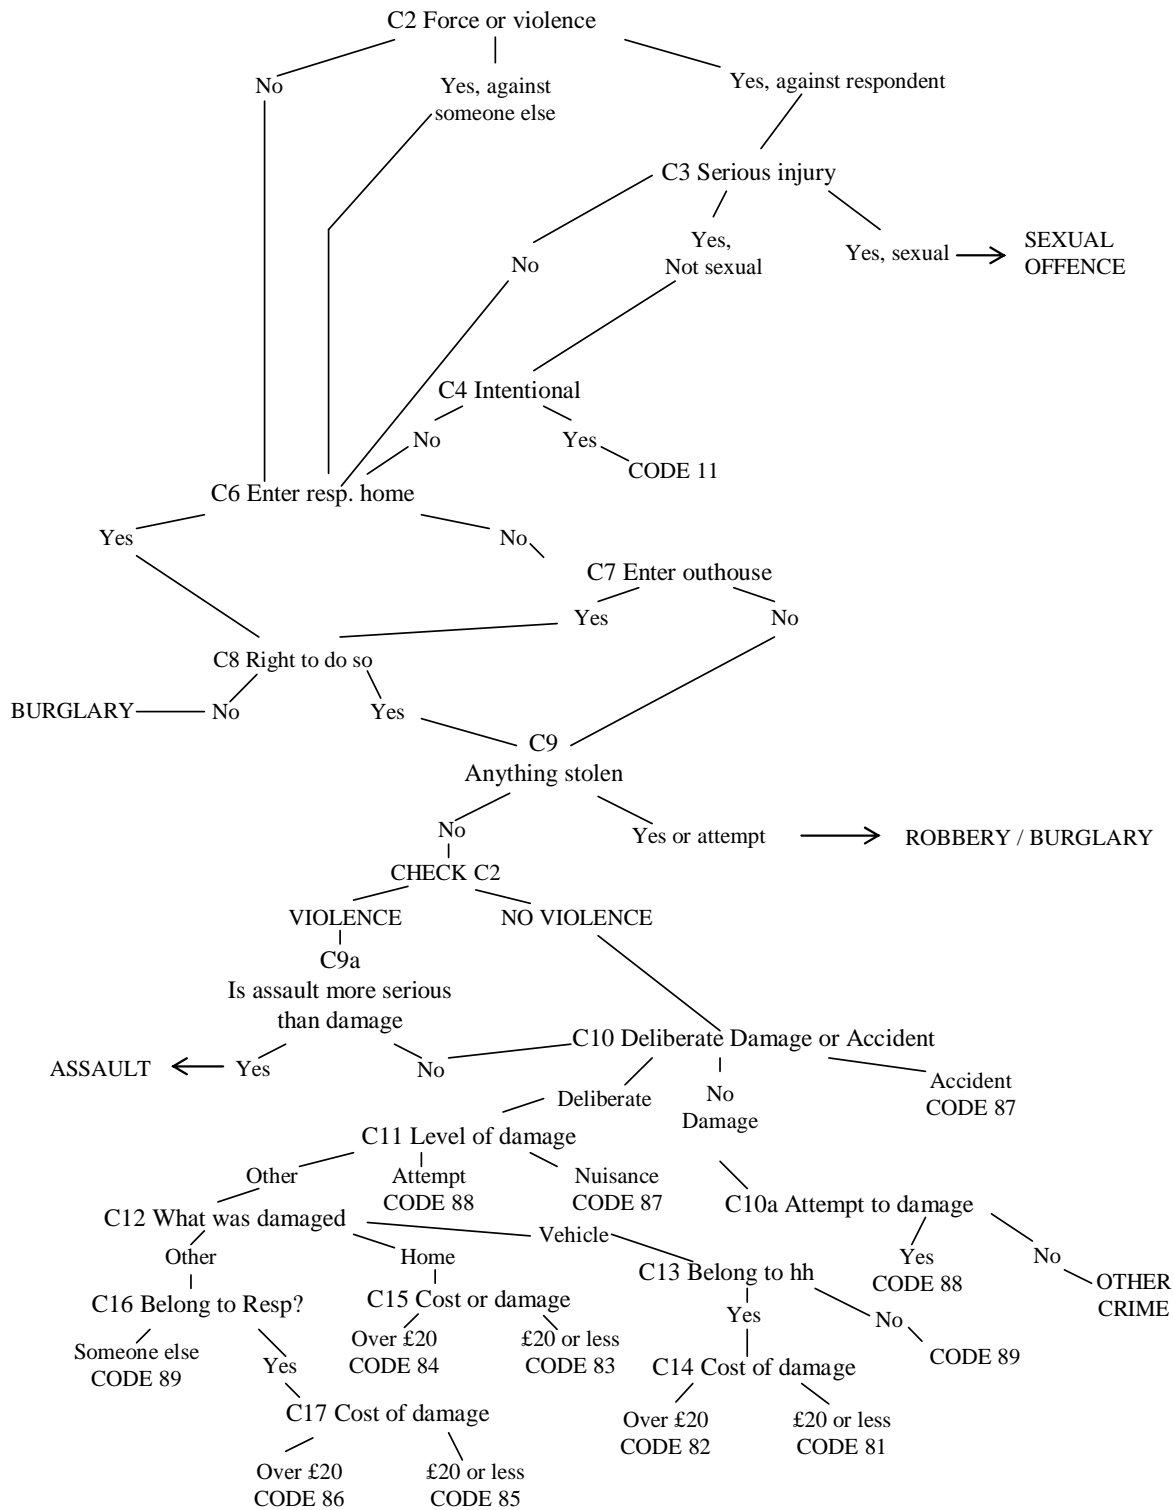 C2 Force or violence
No
Yes, against
someone else
Yes, against respondent
C3 Serious injury
No
Yes,
Not sexual
Yes, sexual
SEXUAL
OFFENCE
C4 Intentional
No
Yes
CODE 11
C6 Enter resp. home
Yes
No
C7 Enter outhouse
Yes
No
C8 Right to do so
BURGLARY
No
Yes
C9
Anything stolen
No
Yes or attempt
ROBBERY / BURGLARY
CHECK C2
VIOLENCE
NO VIOLENCE
C9a
Is assault more serious
than damage
C10 Deliberate Damage or Accident
ASSAULT
Yes
No
Deliberate
No
Damage
Accident
CODE 87
C11 Level of damage
Other
Attempt
CODE 88
Nuisance
CODE 87
C10a Attempt to damage
C12 What was damaged
Vehicle
Other
Home
Yes
CODE 88
No
OTHER
CRIME
C13 Belong to hh
C16 Belong to Resp?
C15 Cost or damage
Yes
No
CODE 89
Someone else
CODE 89
Yes
Over £20
CODE 84
£20 or less
CODE 83
C14 Cost of damage
C17 Cost of damage
Over £20
CODE 82
£20 or less
CODE 81
Over £20
CODE 86
£20 or less
CODE 85